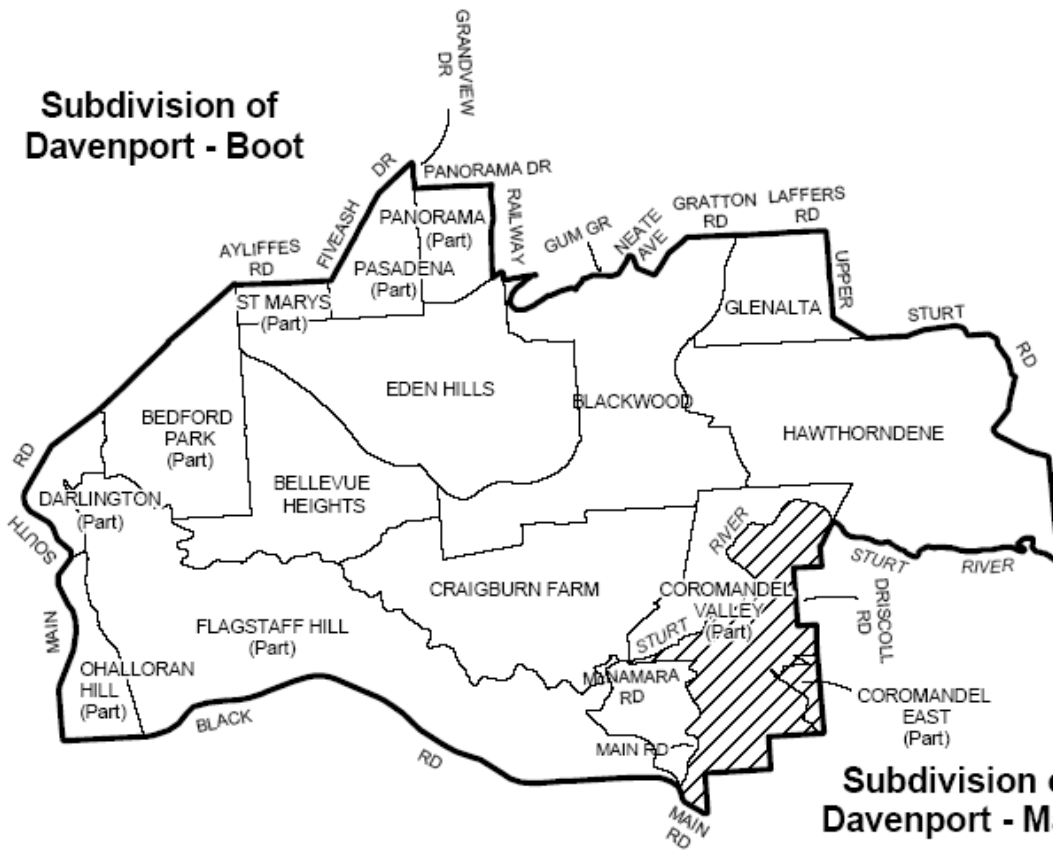 Subdivision of
Davenport - Boot
GRANDVIEW
DR
PANORAMA DR
DR
FIVEASH
AYLIFFES
RD
RAILWAY
GUM GR
NEATE
AVE
GRATTON
RD
LAFFERS
RD
UPPER
STURT
RD
PANORAMA
(Part)
PASADENA
(Part)
ST MARYS
(Part)
GLENALTA
EDEN HILLS
BLACKWOOD
HAWTHORNDENE
BEDFORD
PARK
(Part)
BELLEVUE
HEIGHTS
RD
SOUTH
MAIN
DARLINGTON
(Part)
RIVER
STURT
RIVER
CRAIGBURN FARM
COROMANDEL
VALLEY
(Part)
STURT
DRISCOLL
RD
FLAGSTAFF HILL
(Part)
OHALLORAN
HILL
(Part)
RD
COROMANDEL
EAST
(Part)
BLACK
RD
MAIN RD
MAIN
RD
Subdivision
Davenport -